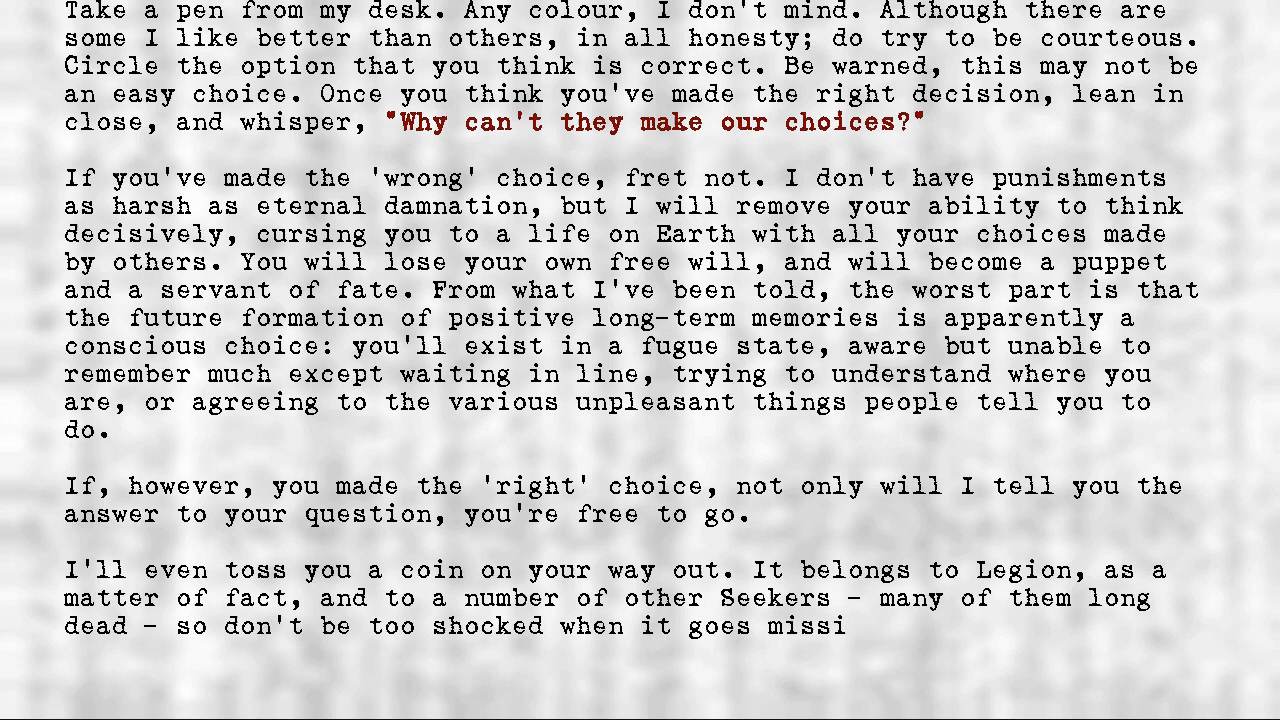 Take a pen from my desk. Any colour, I don't mind. Although there are
some I like better than others, in all honesty; do try to be courteous.
Circle the option that you think is correct. Be warned, this may not be
an easy choice. Once you think you've made the right decision, lean in
close, and whisper, "Why can't they make our choices?"
If you've made the 'wrong' choice, fret not. I don't have punishments
as harsh as eternal damnation, but I will remove your ability to think
decisively, cursing you to a life on Earth with all your choices made
by others. You will lose your own free will, and will become a puppet
and a servant of fate. From what I've been told, the worst part is that
the future formation of positive long-term memories is apparently a
conscious choice: you'll exist in a fugue state, aware but unable to
remember much except waiting in line, trying to understand where you
are, or agreeing to the various unpleasant things people tell you to
do.
If, however, you made the 'right' choice, not only will I tell you the
answer to your question, you're free to go.
I'll even toss you a coin on your way out. It belongs to Legion, as a
matter of fact, and to a number of other Seekers - many of them long
dead - so don't be too shocked when it goes missi